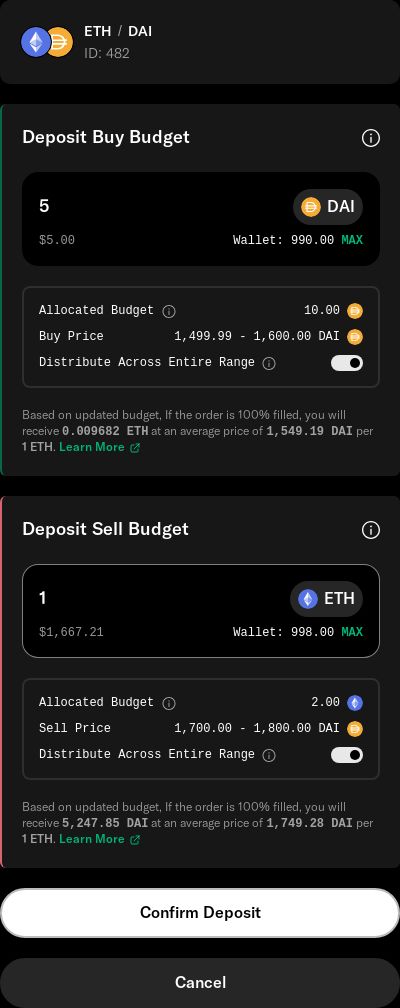 ETH / DAI
ID: 482
Deposit Buy Budget
5 DAI
$5.00 Wallet: 990.00 MAX
Allocated Budget 10.00
Buy Price 1,499.99 - 1,600.00 DAI
Distribute Across Entire Range
Based on updated budget, If the order is 100% filled, you will
receive 0.009682 ETH at an average price of 1,549.19 DAI per
1 ETH. Learn More
Deposit Sell Budget
1 ETH
$1,667.21 Wallet: 998.00 MAX
Allocated Budget 2.00
Sell Price 1,700.00 - 1,800.00 DAI
Distribute Across Entire Range
Based on updated budget, If the order is 100% filled, you will
receive 5,247.85 DAI at an average price of 1,749.28 DAI per
1 ETH. Learn More
Confirm Deposit
Cancel